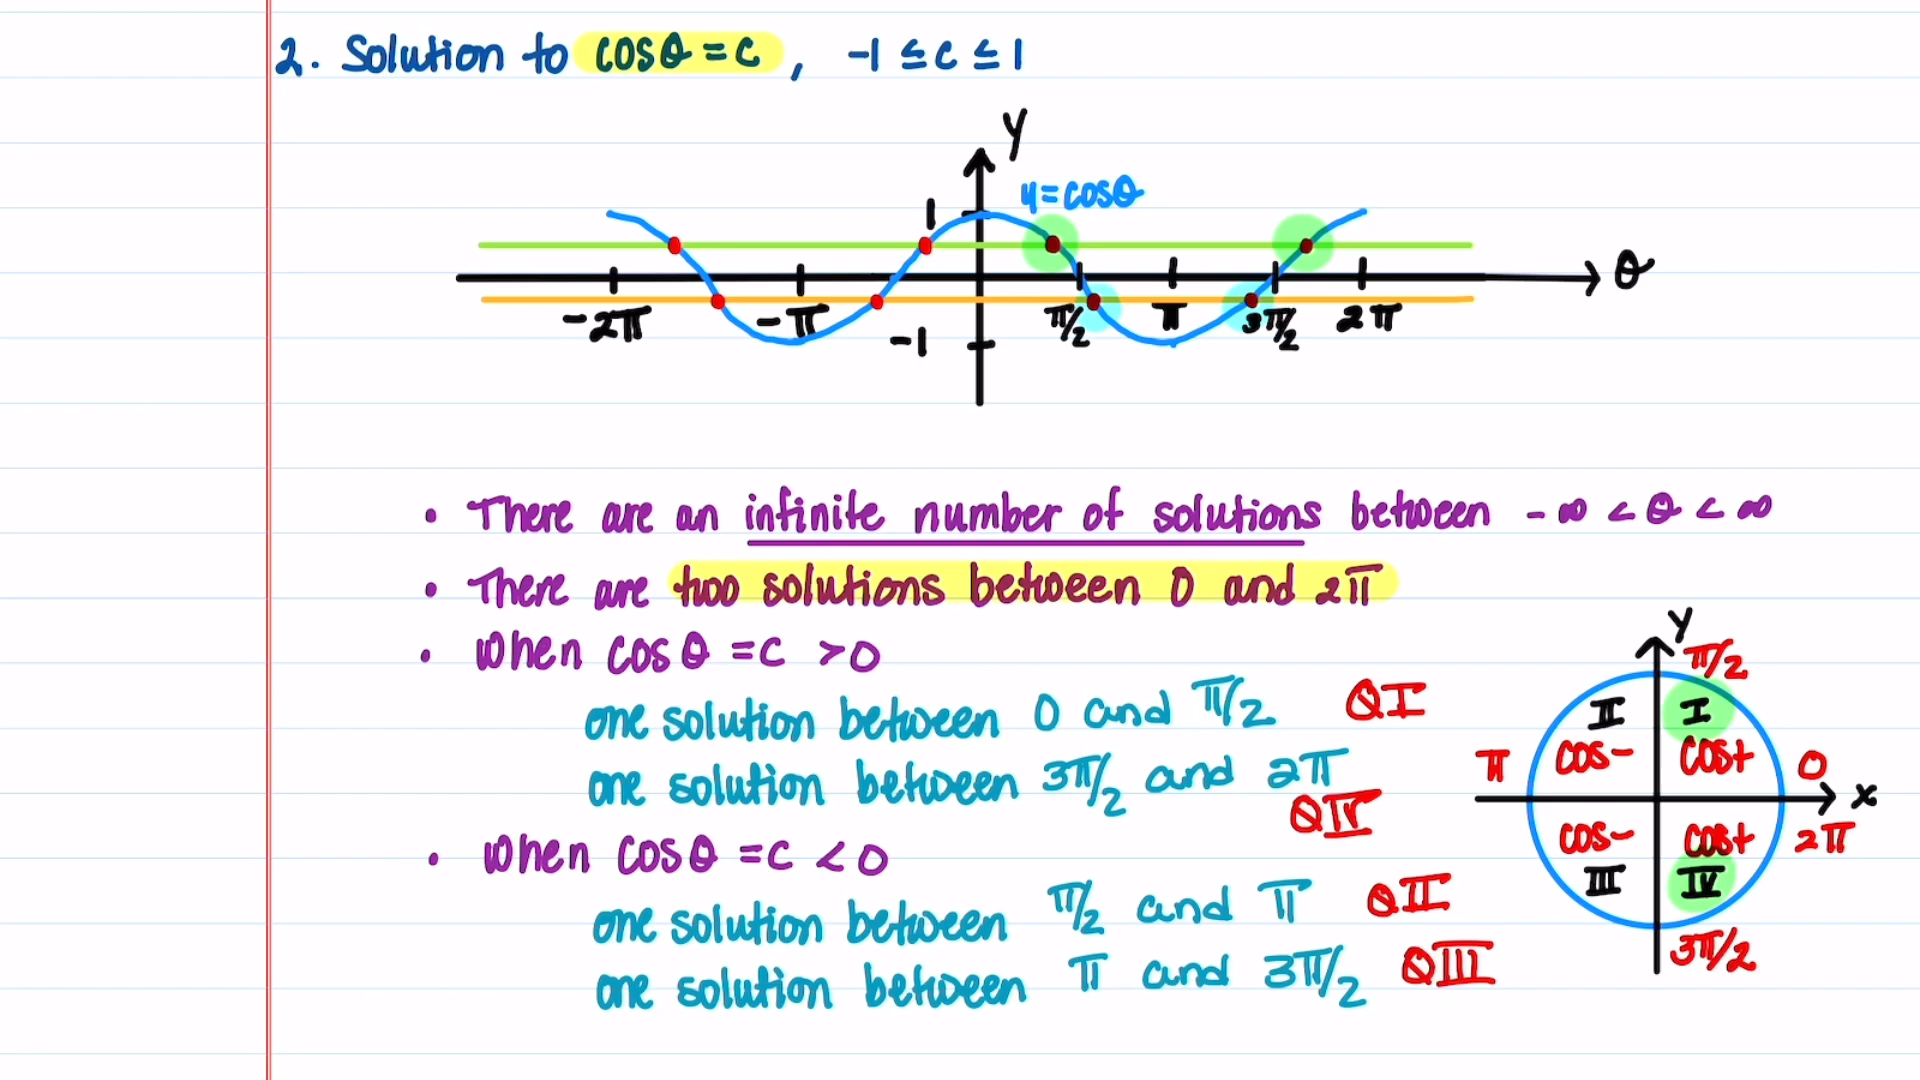 2. Solution to cosθ = c, -1 ≤ c ≤ 1
y
y = cosθ
1
θ
-2π -π π/2 π 3π/2 2π
-1
• There are an infinite number of solutions between -∞ < θ < ∞
• There are two solutions between 0 and 2π
• When cosθ = c > 0
one solution between 0 and π/2 QI
one solution between 3π/2 and 2π
QIV
• When cosθ = c < 0
one solution between π/2 and π QII
one solution between π and 3π/2 QIII
y
π/2
II I
π cos- cos+ 0
x
cos- cos+ 2π
III IV
3π/2